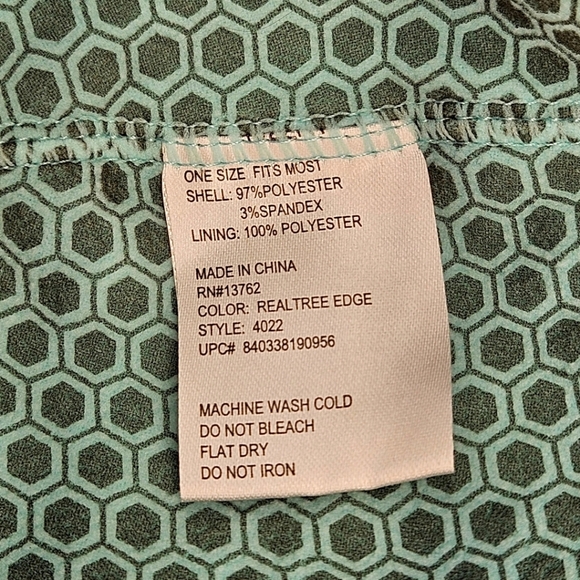 ONE SIZE FITS MOST
SHELL: 97%POLYESTER
3%SPANDEX
LINING: 100% POLYESTER
MADE IN CHINA
RN#13762
COLOR: REALTREE EDGE
STYLE: 4022
UPC# 840338190956
MACHINE WASH COLD
DO NOT BLEACH
FLAT DRY
DO NOT IRON